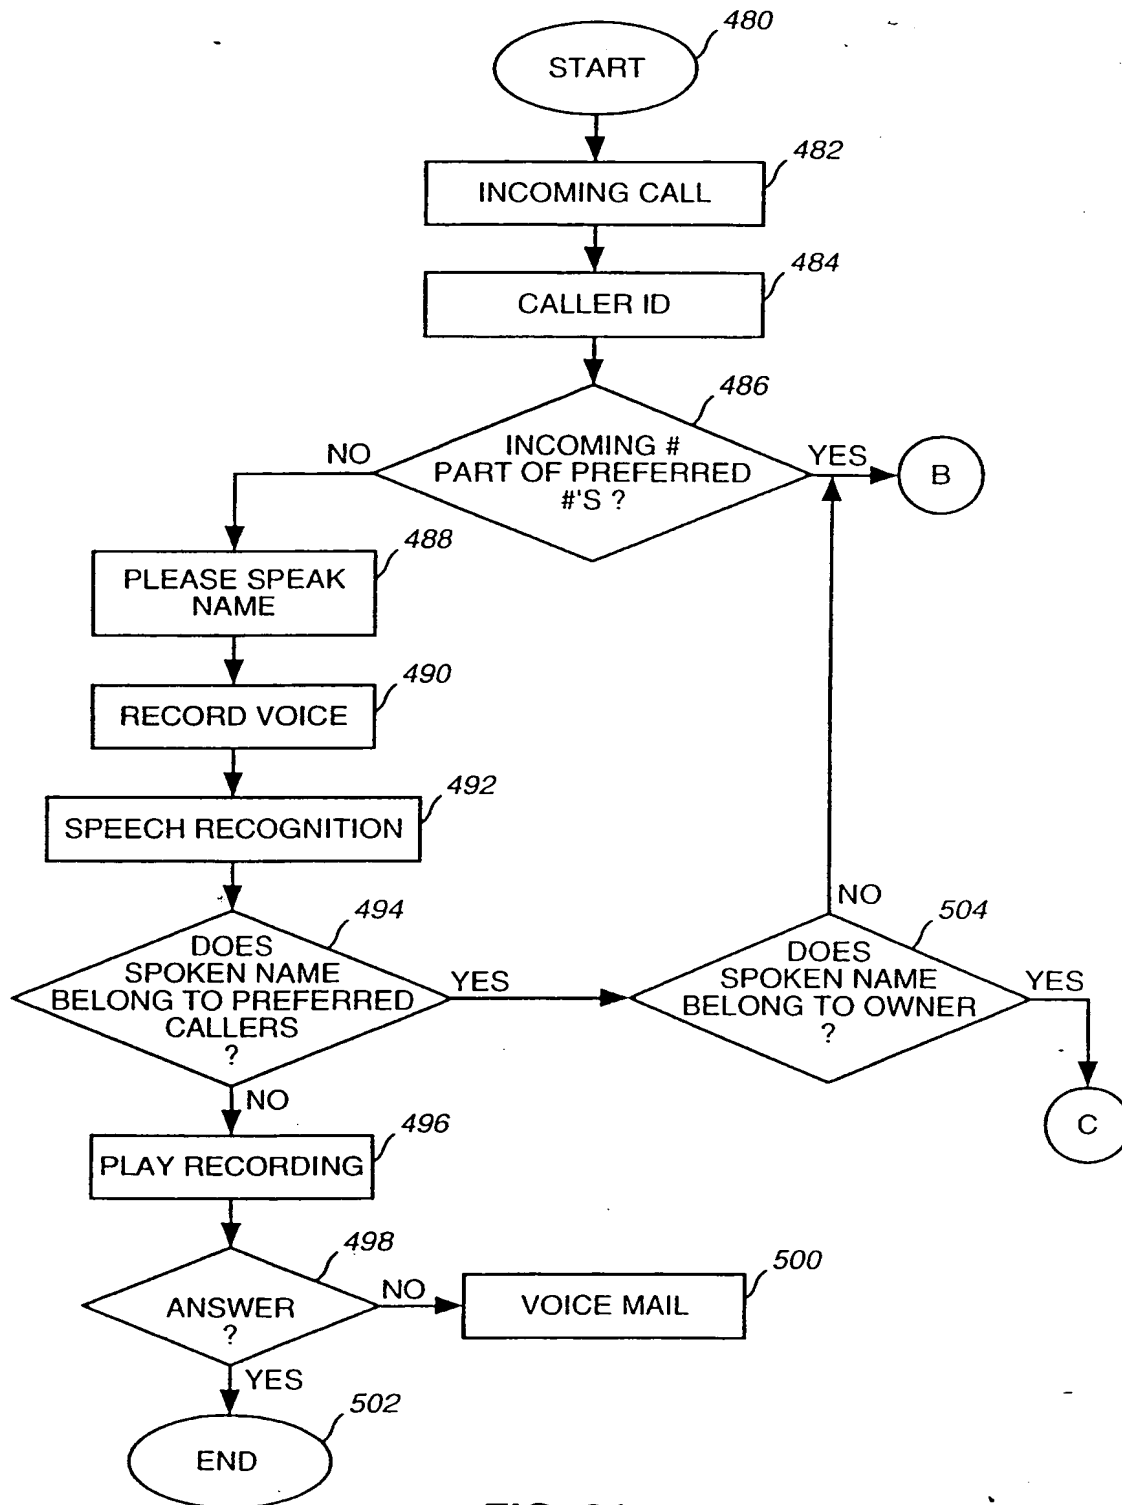 480
START
482
INCOMING CALL
484
CALLER ID
486
INCOMING #
PART OF PREFERRED
#'S ?
NO
YES
B
488
PLEASE SPEAK
NAME
490
RECORD VOICE
492
SPEECH RECOGNITION
494
DOES
SPOKEN NAME
BELONG TO PREFERRED
CALLERS
?
YES
NO
504
DOES
SPOKEN NAME
BELONG TO OWNER
?
NO
YES
C
496
PLAY RECORDING
498
ANSWER
?
NO
500
VOICE MAIL
YES
502
END